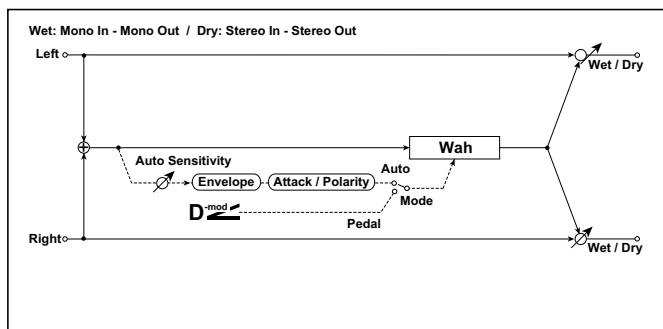 Wet: Mono In - Mono Out / Dry: Stereo In - Stereo Out
Left
Wet / Dry
Wah
Auto Sensitivity
Auto
Envelope
Attack / Polarity
Mode
D-mod
Pedal
Right
Wet / Dry